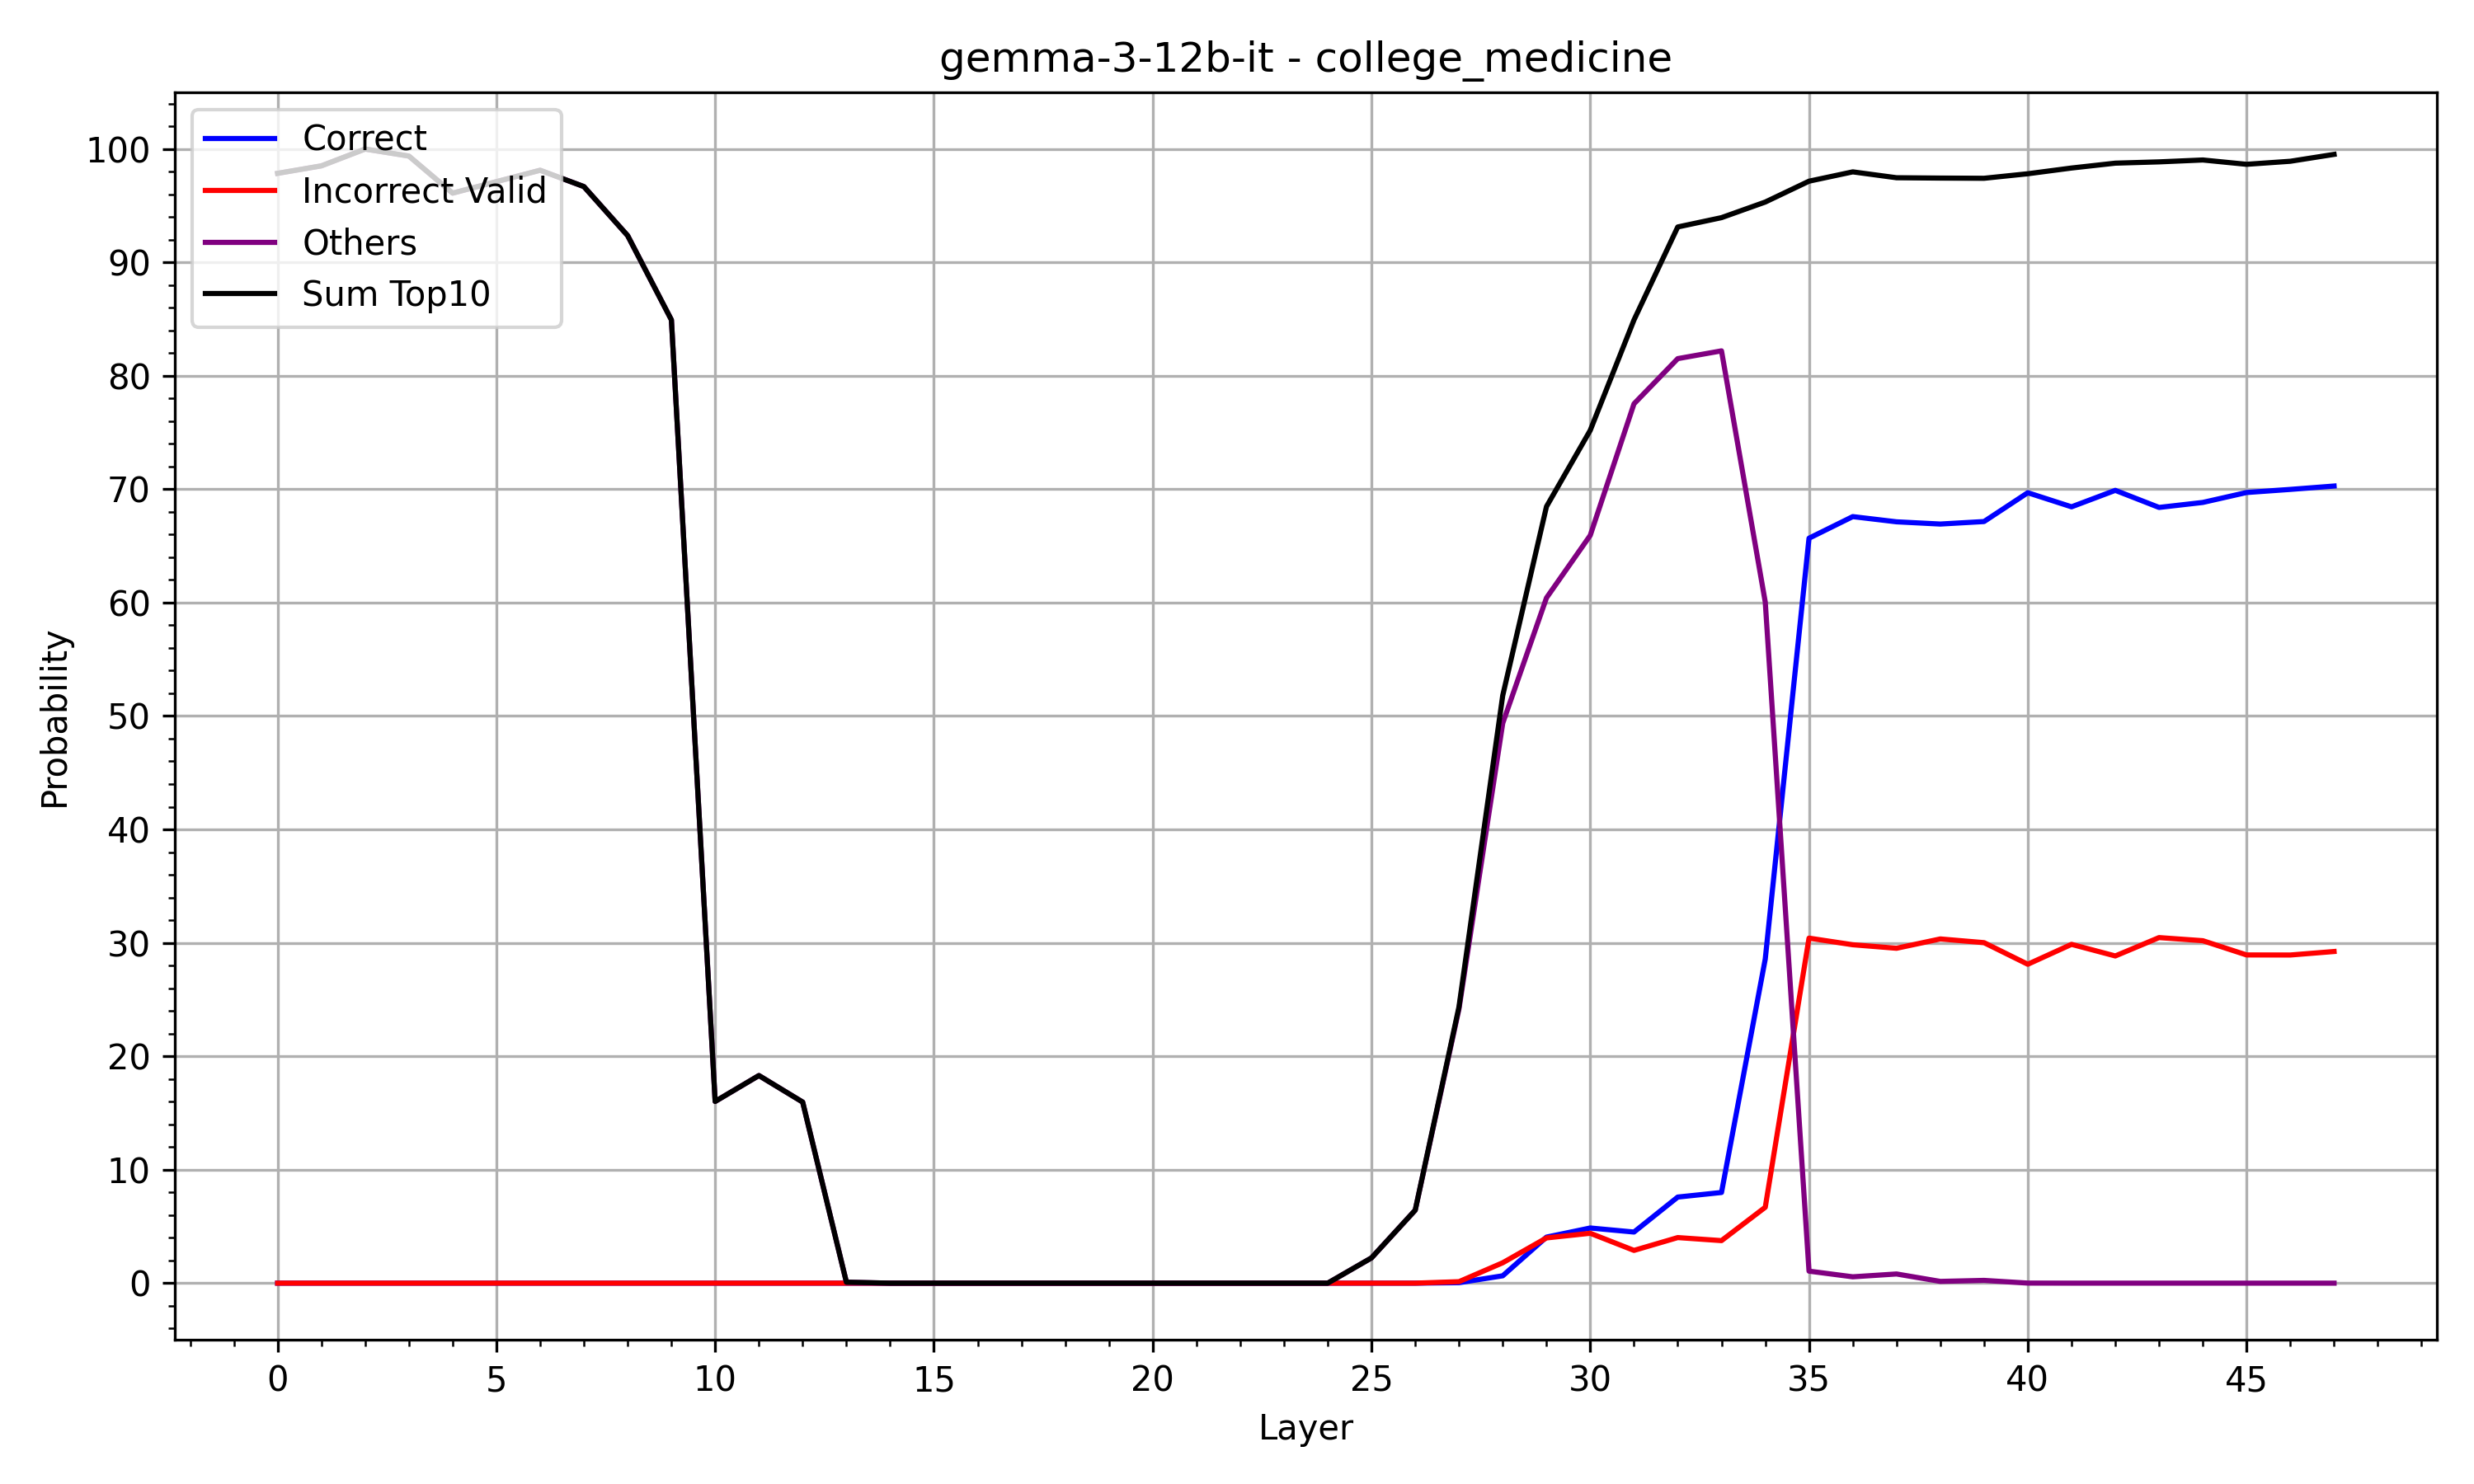 gemma-3-12b-it - college_medicine
Correct
Incorrect Valid
Others
Sum Top10
100
90
80
70
60
50
40
30
20
10
0
Probability
0 5 10 15 20 25 30 35 40 45
Layer